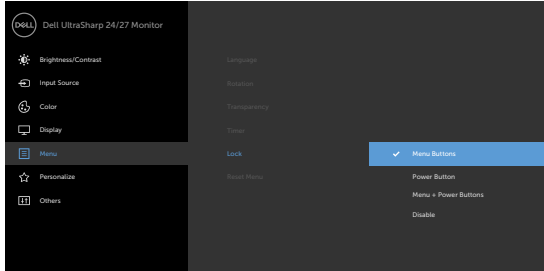 DELL
Dell UltraSharp 24/27 Monitor
Brightness/Contrast
Input Source
Color
Display
Menu
Personalize
Others
Language
Rotation
Transparency
Timer
Lock
Reset Menu
Menu Buttons
Power Button
Menu + Power Buttons
Disable